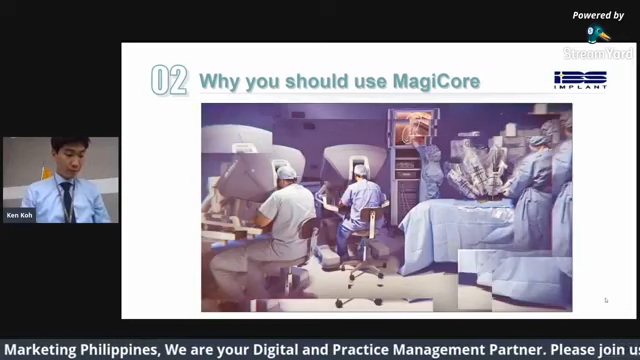 Powered by
StreamYard
02 Why you should use MagiCore
IBS
IMPLANT
Ken Koh
Marketing Philippines, We are your Digital and Practice Management Partner. Please join us